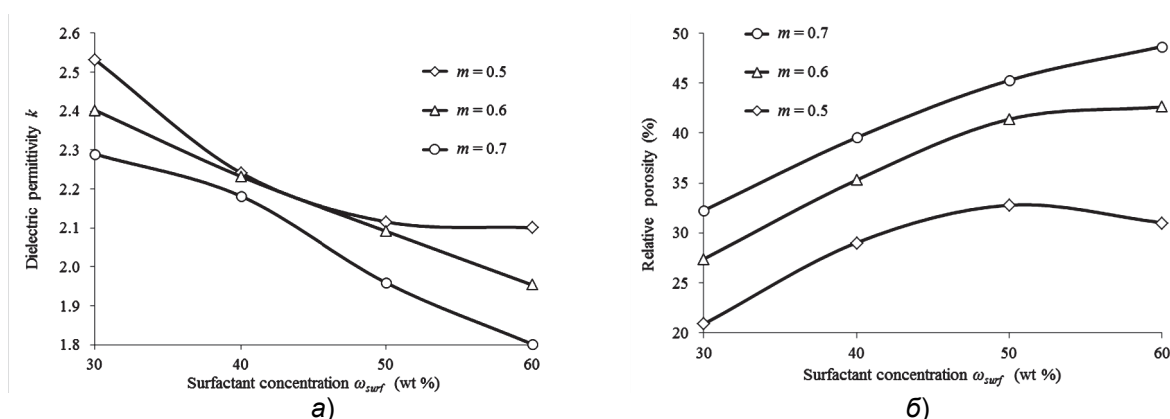 2.6
2.5
2.4
2.3
2.2
2.1
2.0
1.9
1.8
Dielectric permittivity k
m = 0.5
m = 0.6
m = 0.7
30 40 50 60
Surfactant concentration ωsurf (wt %)
а)
50
45
40
35
30
25
20
Relative porosity (%)
m = 0.7
m = 0.6
m = 0.5
30 40 50 60
Surfactant concentration ωsurf (wt %)
б)